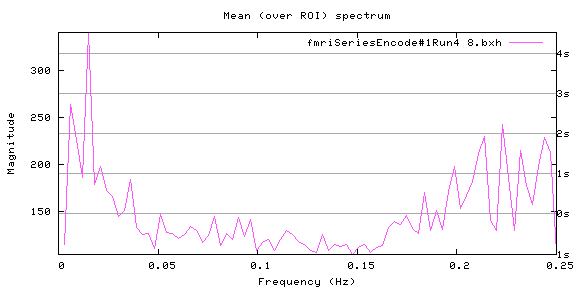 Mean (over ROI) spectrum
fmriSeriesEncode#1Run4 8.bxh
300
250
200
150
4s
3s
2s
1s
0s
1s
Magnitude
0
0.05
0.1
0.15
0.2
0.25
Frequency (Hz)